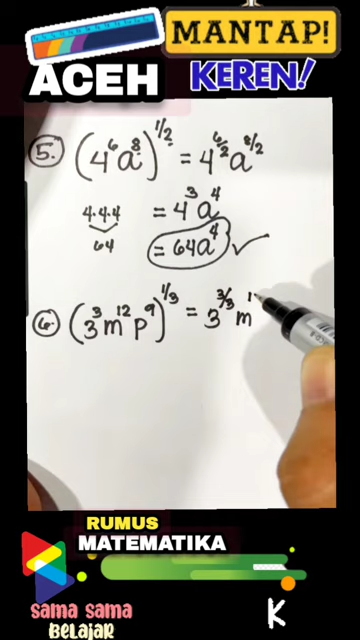 MANTAP!
ACEH KEREN!
5. (4⁶a⁸)^1/2 = 4^6/2 a^8/2
4·4·4 = 4³a⁴
64 = 64a⁴
6. (3³m¹²p⁹)^1/3 = 3^3/3 m^1
RUMUS
MATEMATIKA
SAMA SAMA
BELAJAR
K